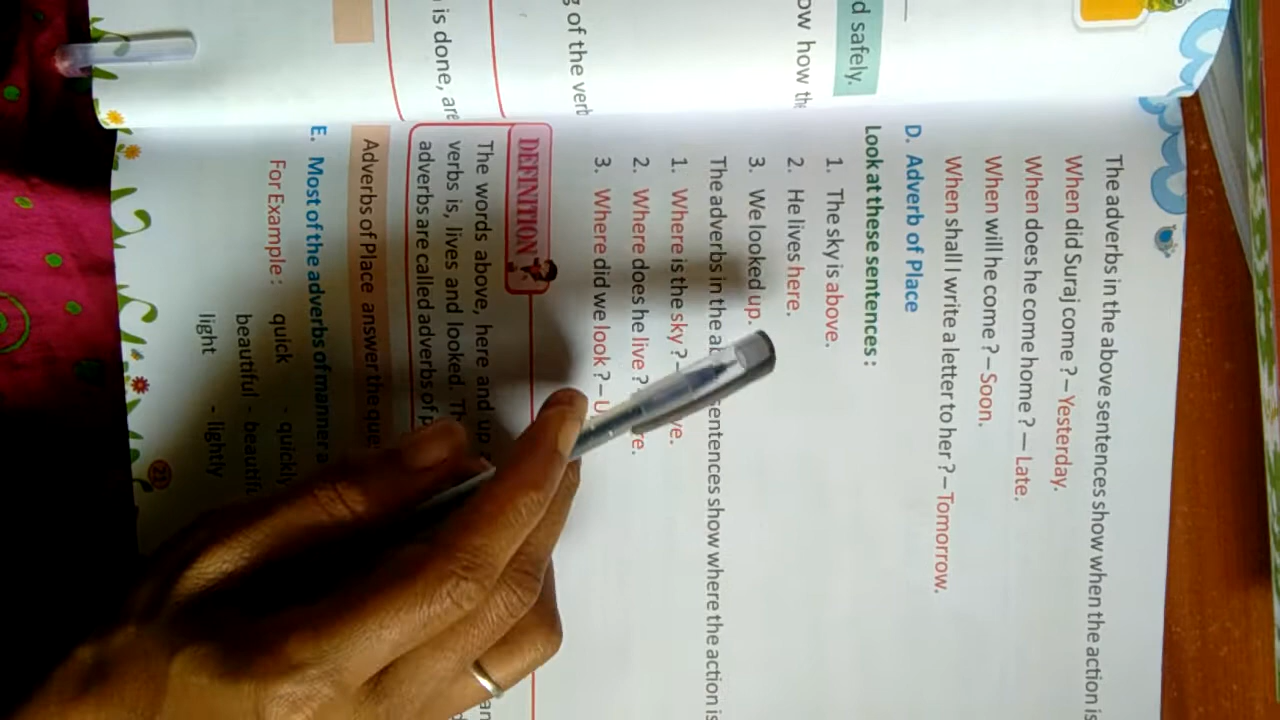 d safely.
ow how th
g of the verb
is done, are
The adverbs in the above sentences show when the action is
When did Suraj come ? – Yesterday.
When does he come home ? – Late.
When will he come ? – Soon.
When shall I write a letter to her ? – Tomorrow.
D. Adverb of Place
Look at these sentences :
1. The sky is above.
2. He lives here.
3. We looked up.
The adverbs in the a sentences show where the action is
1. Where is the sky ? – ve.
2. Where does he live ? re.
3. Where did we look ? – U
DEFINITION
The words above, here and up an
verbs is, lives and looked. Th
adverbs are called adverbs of p
Adverbs of Place answer the que
E. Most of the adverbs of manner a
For Example : quick - quickly
beautiful - beautifu
light - lightly
21